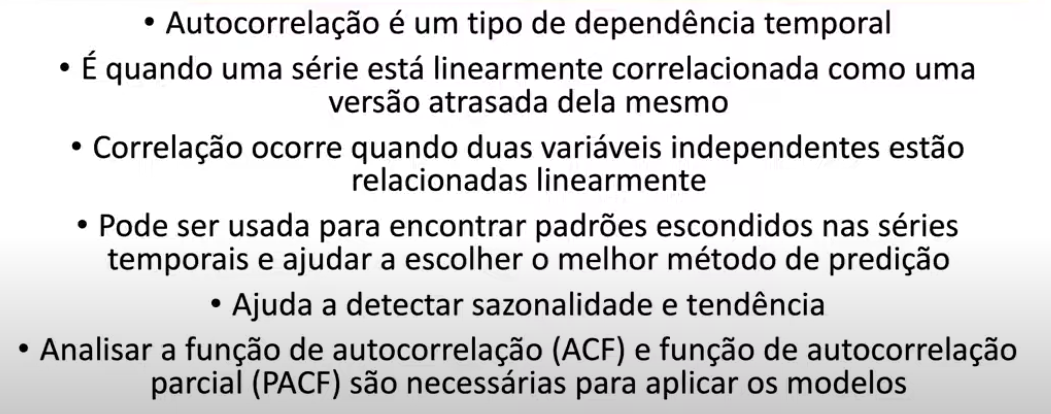 • Autocorrelação é um tipo de dependência temporal
• É quando uma série está linearmente correlacionada como uma
versão atrasada dela mesmo
• Correlação ocorre quando duas variáveis independentes estão
relacionadas linearmente
• Pode ser usada para encontrar padrões escondidos nas séries
temporais e ajudar a escolher o melhor método de predição
• Ajuda a detectar sazonalidade e tendência
• Analisar a função de autocorrelação (ACF) e função de autocorrelação
parcial (PACF) são necessárias para aplicar os modelos